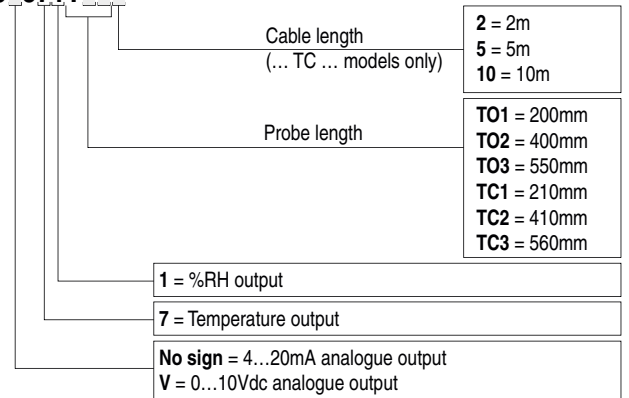 Cable length
(... TC ... models only)
2 = 2m
5 = 5m
10 = 10m
Probe length
TO1 = 200mm
TO2 = 400mm
TO3 = 550mm
TC1 = 210mm
TC2 = 410mm
TC3 = 560mm
1 = %RH output
7 = Temperature output
No sign = 4...20mA analogue output
V = 0...10Vdc analogue output